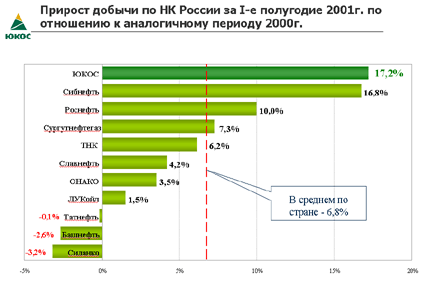 Прирост добычи по НК России за I-е полугодие 2001г. по
отношению к аналогичному периоду 2000г.
ЮКОС
ЮКОС 17,2%
Сибнефть 16,8%
Роснефть 10,0%
Сургутнефтегаз 7,3%
ТНК 6,2%
Славнефть 4,2%
ОНАКО 3,5%
ЛУКойл 1,5%
Татнефть -0,1%
Башнефть -2,6%
Сиданко -3,2%
В среднем по
стране - 6,8%
-5% 0% 5% 10% 15% 20%